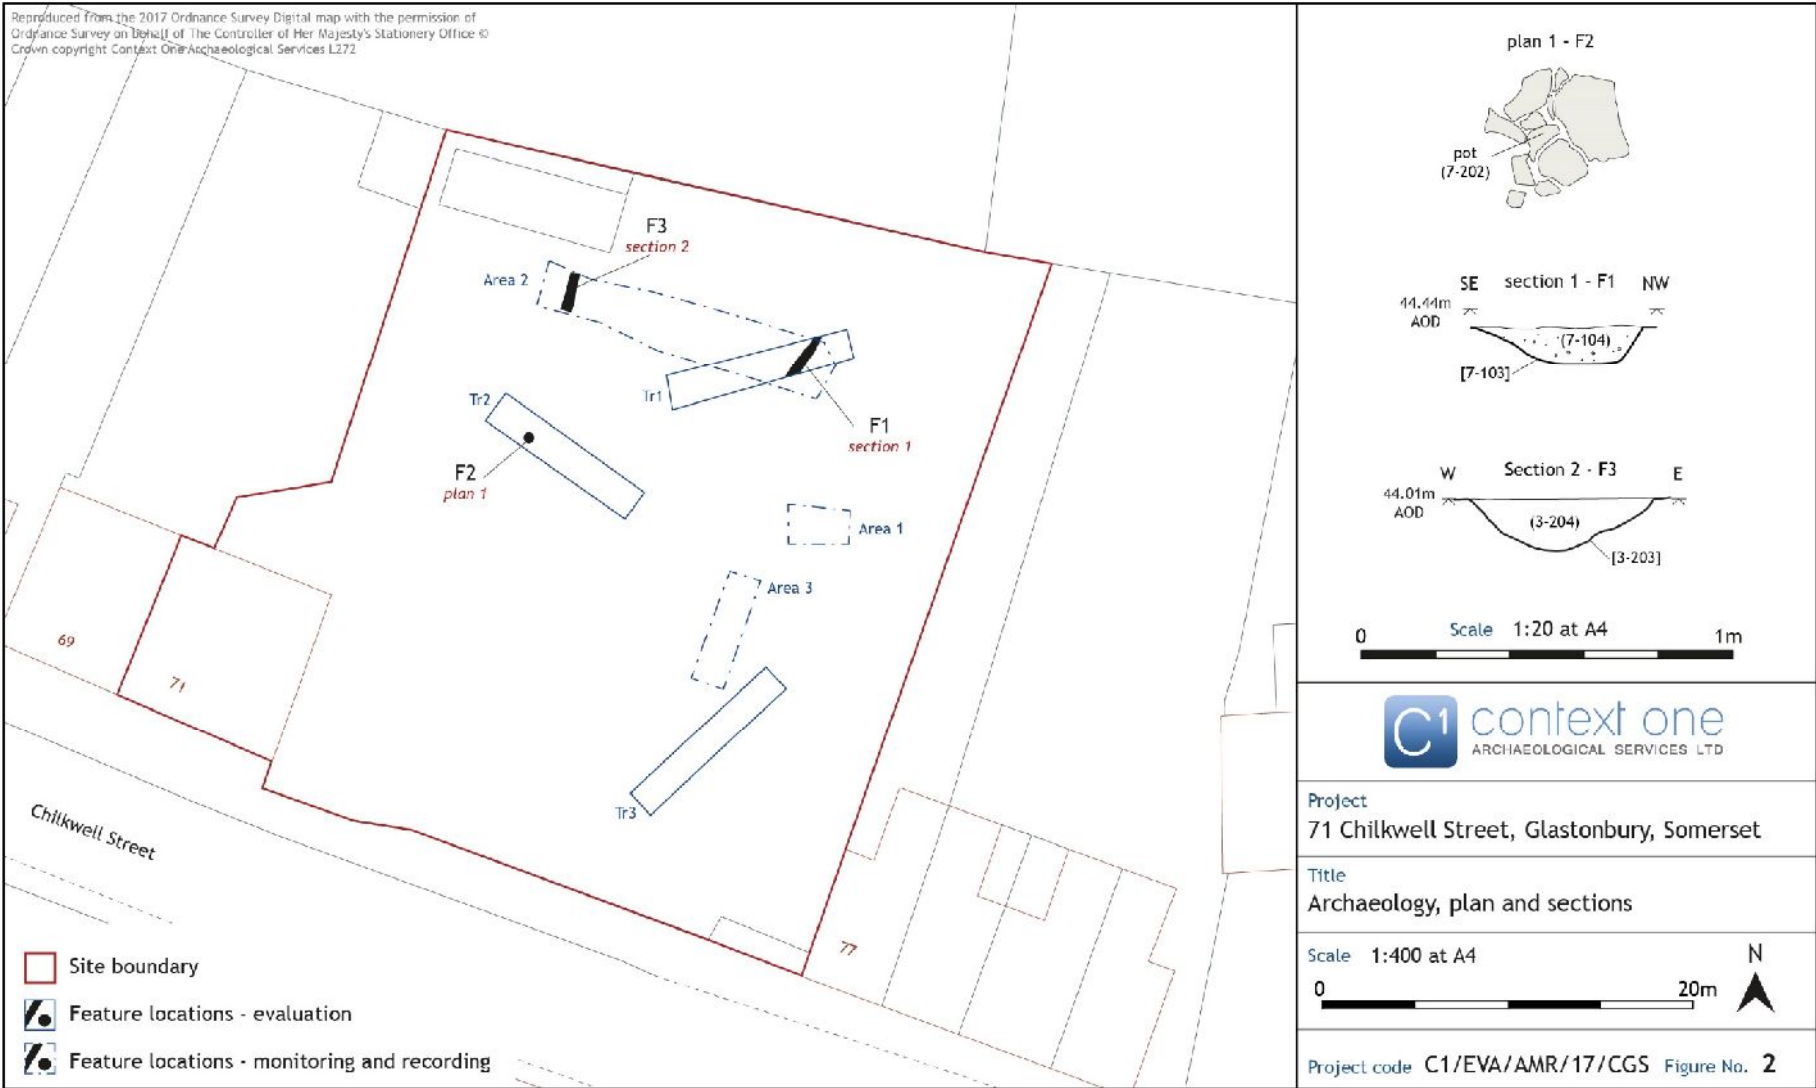 Reproduced from the 2017 Ordnance Survey Digital map with the permission of
Ordnance Survey on behalf of The Controller of Her Majesty's Stationery Office ©
Crown copyright Context One Archaeological Services L272
F3
section 2
Area 2
Tr1
Tr2
F1
section 1
F2
plan 1
Area 1
Area 3
69
71
Tr3
Chilkwell Street
77
Site boundary
Feature locations - evaluation
Feature locations - monitoring and recording
plan 1 - F2
pot
(7-202)
SE section 1 - F1 NW
44.44m
AOD
(7-104)
[7-103]
W Section 2 - F3 E
44.01m
AOD
(3-204)
[3-203]
0 Scale 1:20 at A4 1m
C1 context one
ARCHAEOLOGICAL SERVICES LTD
Project
71 Chilkwell Street, Glastonbury, Somerset
Title
Archaeology, plan and sections
Scale 1:400 at A4
N
0 20m
Project code C1/EVA/AMR/17/CGS Figure No. 2